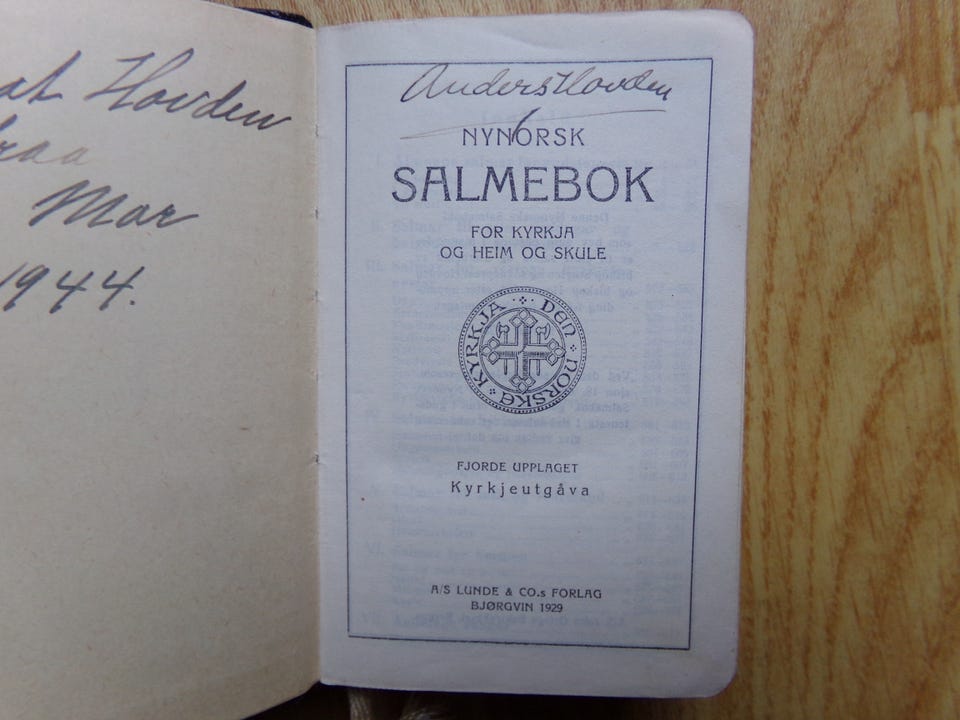 Hovden
Mor
1944.
Anders Hovden
NYNORSK
SALMEBOK
FOR KYRKJA
OG HEIM OG SKULE
DEN NORSKE KYRKJA
FJORDE UPPLAGET
Kyrkjeutgåva
A/S LUNDE & CO.s FORLAG
BJØRGVIN 1929